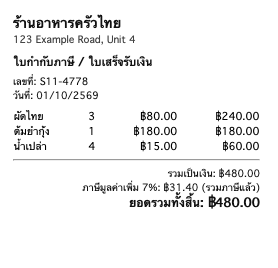 ร้านอาหารครัวไทย
123 Example Road, Unit 4
ใบกำกับภาษี / ใบเสร็จรับเงิน
เลขที่: S11-4778
วันที่: 01/10/2569
ผัดไทย 3 ฿80.00 ฿240.00
ต้มยำกุ้ง 1 ฿180.00 ฿180.00
น้ำเปล่า 4 ฿15.00 ฿60.00
รวมเป็นเงิน: ฿480.00
ภาษีมูลค่าเพิ่ม 7%: ฿31.40 (รวมภาษีแล้ว)
ยอดรวมทั้งสิ้น: ฿480.00